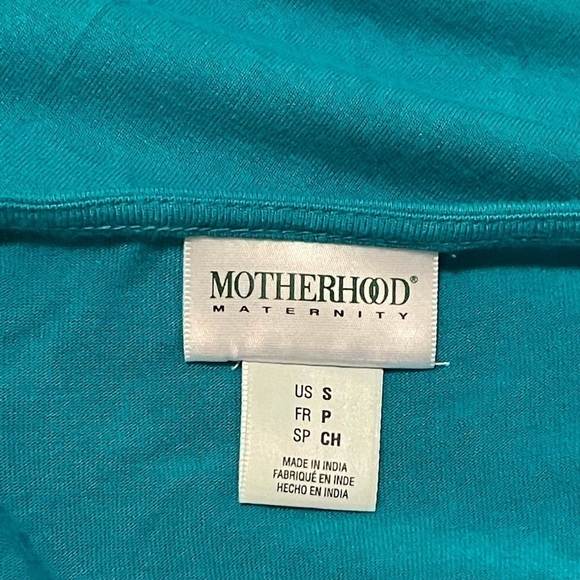 MOTHERHOOD®
MATERNITY
US S
FR P
SP CH
MADE IN INDIA
FABRIQUÉ EN INDE
HECHO EN INDIA